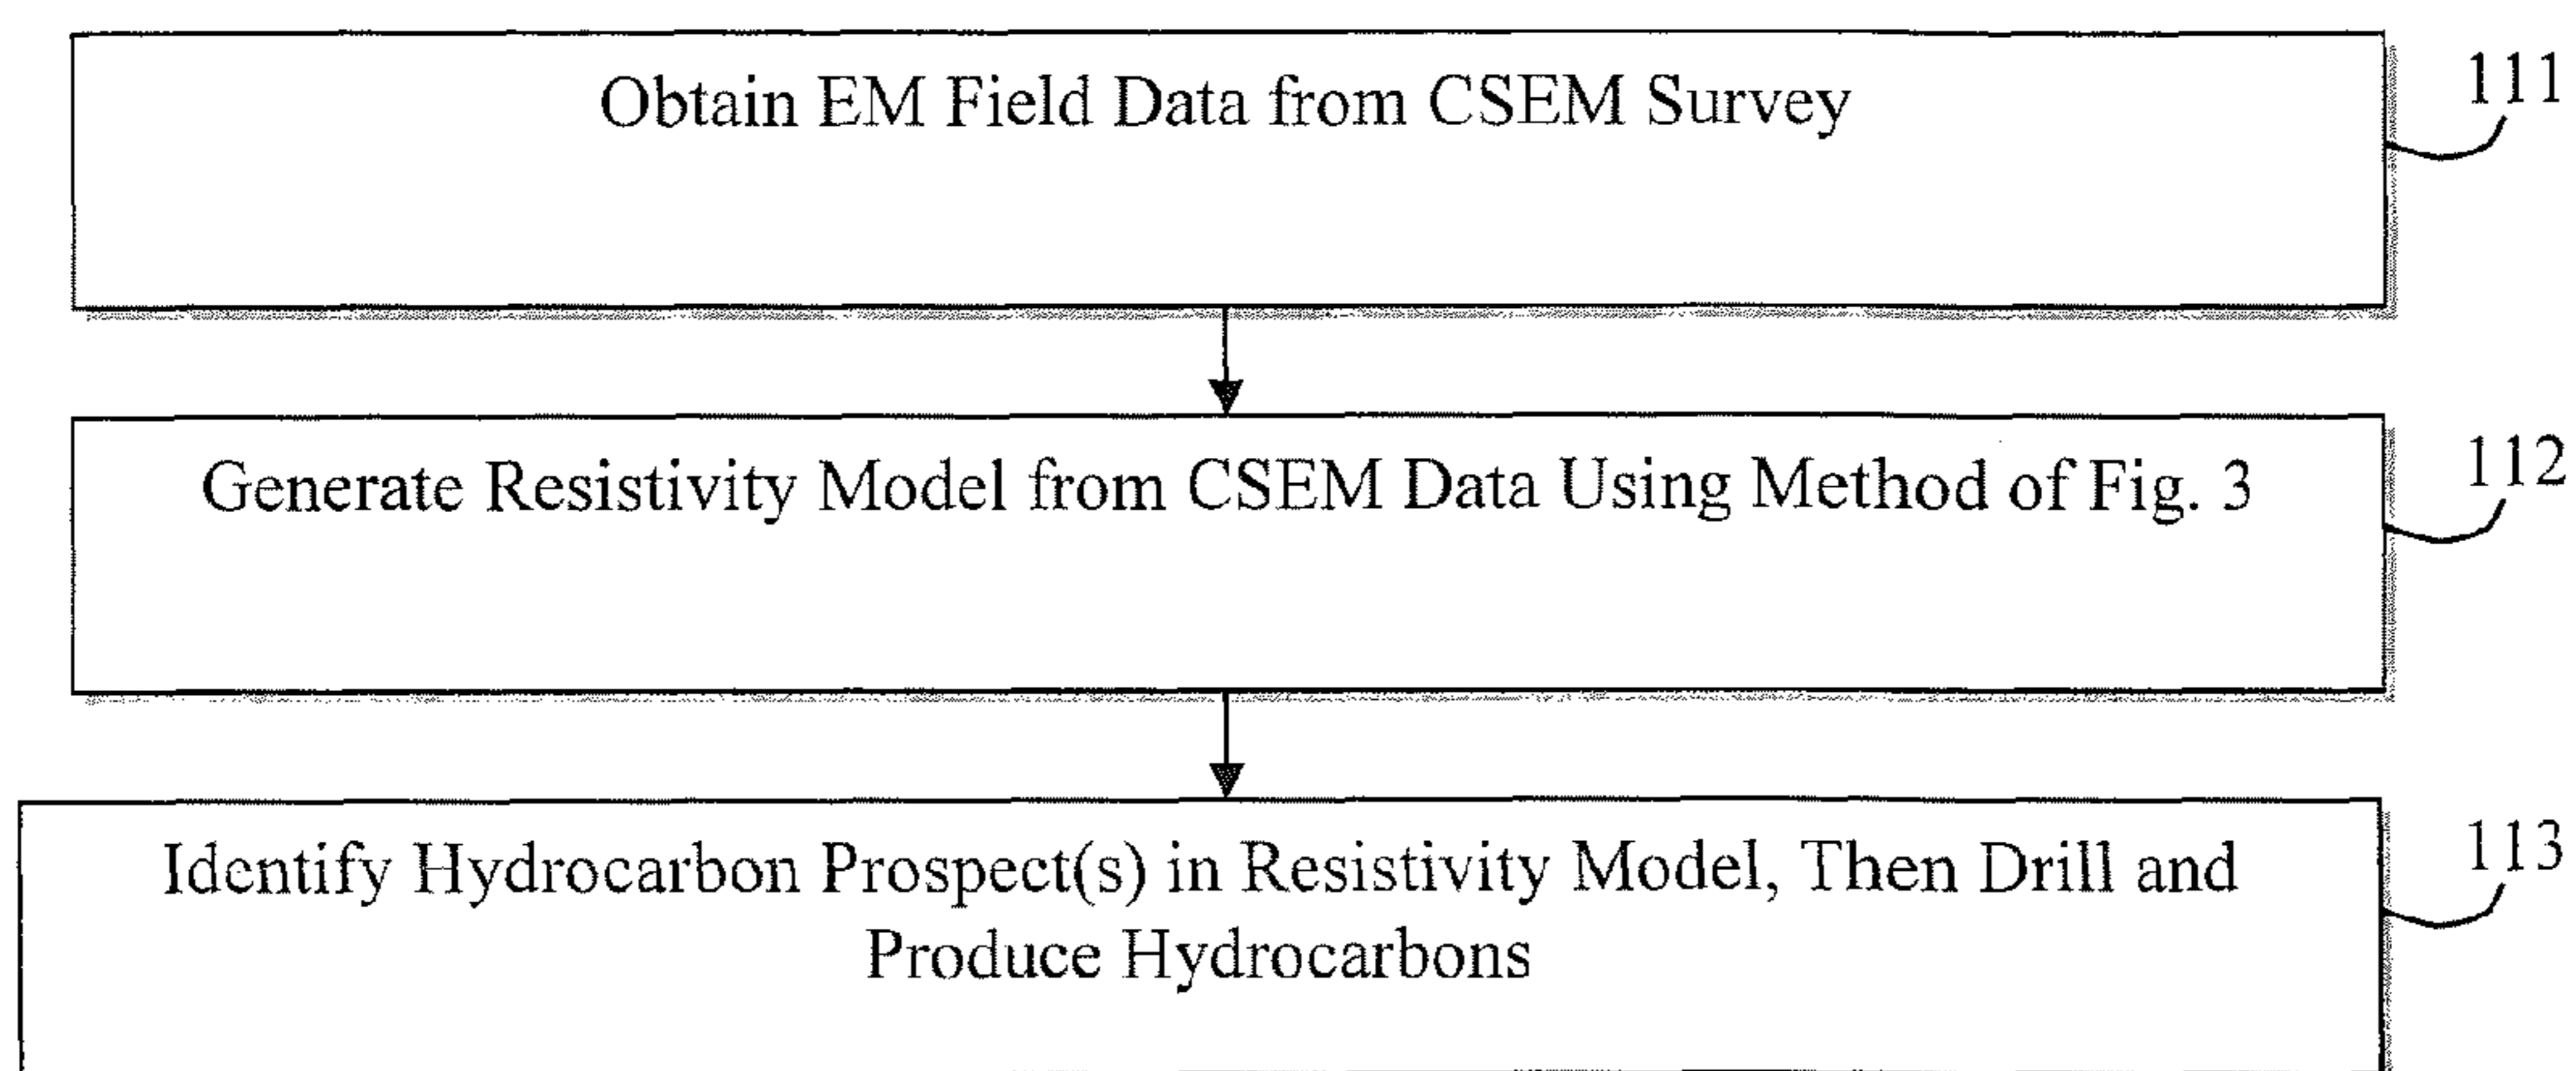 Obtain EM Field Data from CSEM Survey
111
Generate Resistivity Model from CSEM Data Using Method of Fig. 3
112
Identify Hydrocarbon Prospect(s) in Resistivity Model, Then Drill and
Produce Hydrocarbons
113